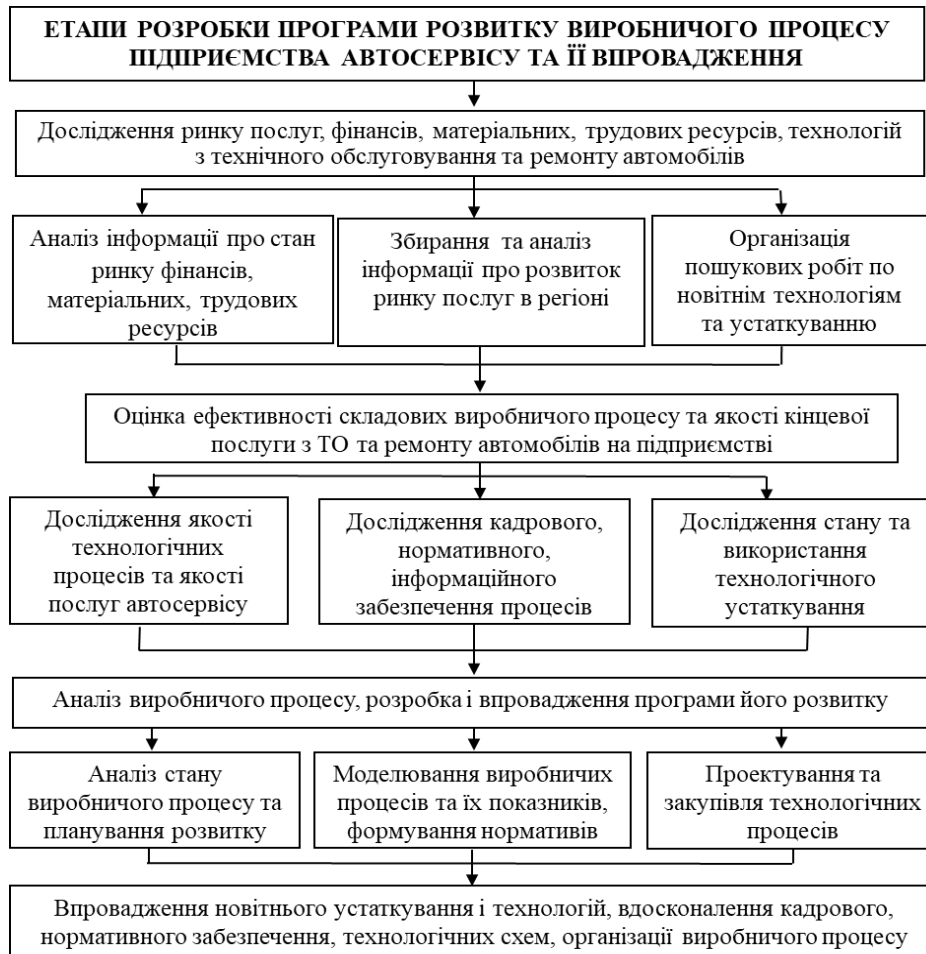 ЕТАПИ РОЗРОБКИ ПРОГРАМИ РОЗВИТКУ ВИРОБНИЧОГО ПРОЦЕСУ
ПІДПРИЄМСТВА АВТОСЕРВІСУ ТА ЇЇ ВПРОВАДЖЕННЯ
Дослідження ринку послуг, фінансів, матеріальних, трудових ресурсів, технологій
з технічного обслуговування та ремонту автомобілів
Аналіз інформації про стан
ринку фінансів,
матеріальних, трудових
ресурсів
Збирання та аналіз
інформації про розвиток
ринку послуг в регіоні
Організація
пошукових робіт по
новітнім технологіям
та устаткуванню
Оцінка ефективності складових виробничого процесу та якості кінцевої
послуги з ТО та ремонту автомобілів на підприємстві
Дослідження якості
технологічних
процесів та якості
послуг автосервісу
Дослідження кадрового,
нормативного,
інформаційного
забезпечення процесів
Дослідження стану та
використання
технологічного
устаткування
Аналіз виробничого процесу, розробка і впровадження програми його розвитку
Аналіз стану
виробничого процесу та
планування розвитку
Моделювання виробничих
процесів та їх показників,
формування нормативів
Проектування та
закупівля технологічних
процесів
Впровадження новітнього устаткування і технологій, вдосконалення кадрового,
нормативного забезпечення, технологічних схем, організації виробничого процесу